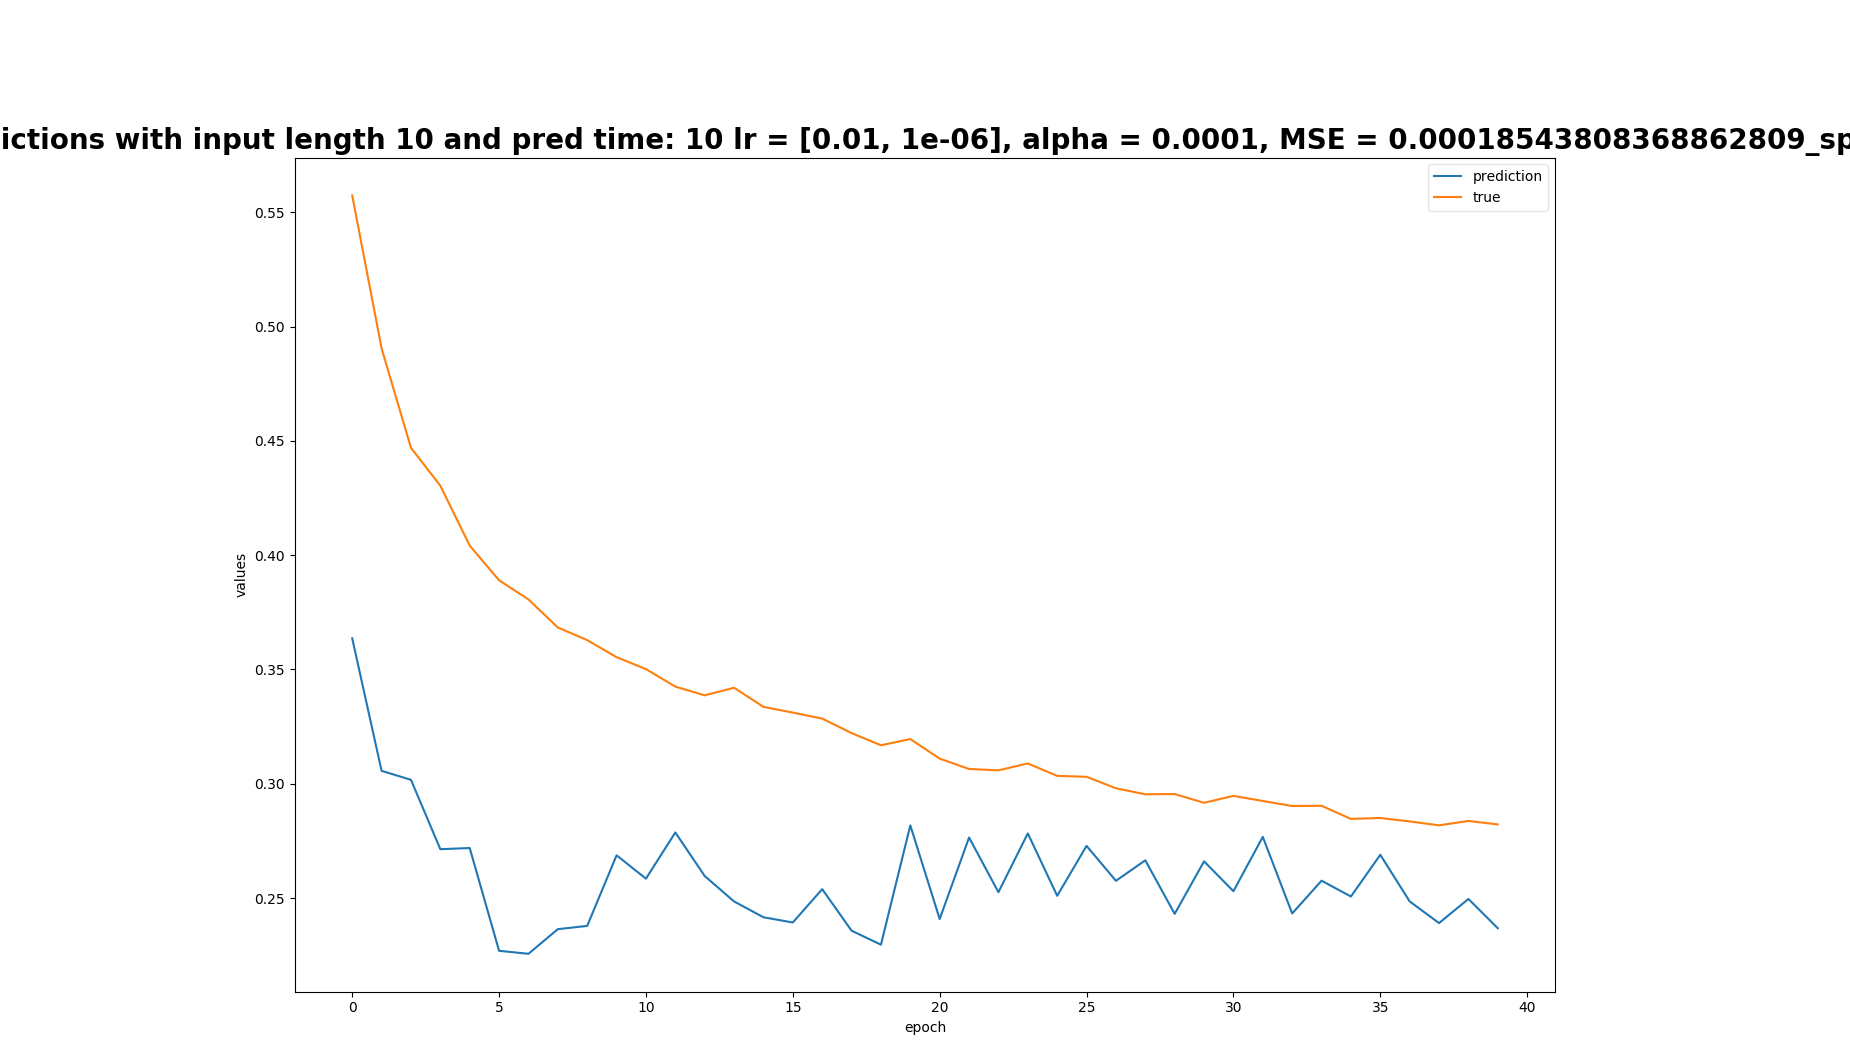 ictions with input length 10 and pred time: 10 lr = [0.01, 1e-06], alpha = 0.0001, MSE = 0.00018543808368862809_sp
prediction
true
0.55
0.50
0.45
0.40
0.35
0.30
0.25
values
0 5 10 15 20 25 30 35 40
epoch